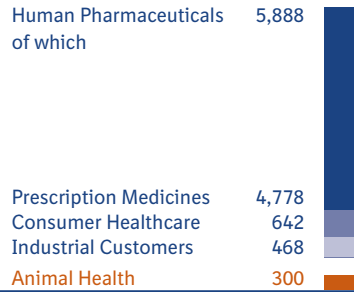 Human Pharmaceuticals 5,888
of which
Prescription Medicines 4,778
Consumer Healthcare 642
Industrial Customers 468
Animal Health 300